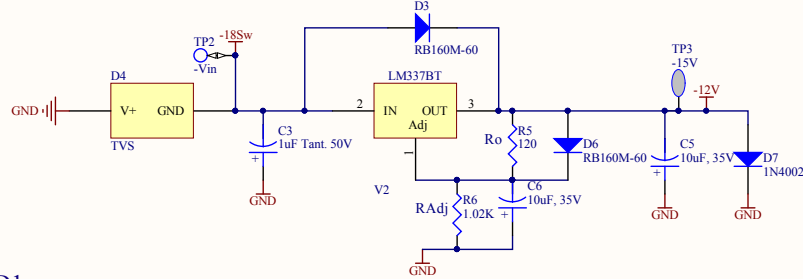 D3
RB160M-60
TP2
-18Sw
-Vin
TP3
-15V
-12V
D4
LM337BT
GND
V+
GND
2
IN
OUT
3
Adj
TVS
C3
1uF Tant. 50V
+
GND
1
V2
Ro
R5
120
D6
RB160M-60
C5
10uF, 35V
+
GND
D7
1N4002
GND
RAdj
R6
1.02K
C6
10uF, 35V
+
GND